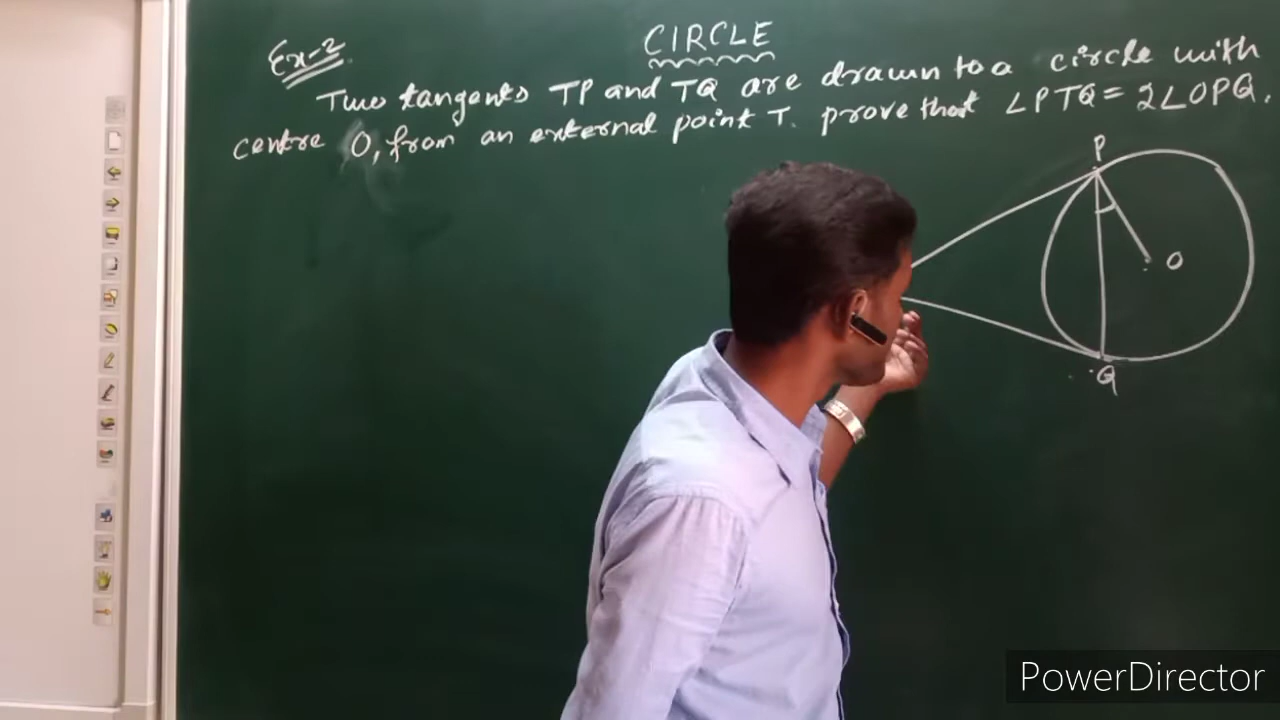 CIRCLE
Ex-2
Two tangents TP and TQ are drawn to a circle with
centre O, from an external point T. prove that ∠PTQ = 2∠OPQ.
P
O
Q
PowerDirector